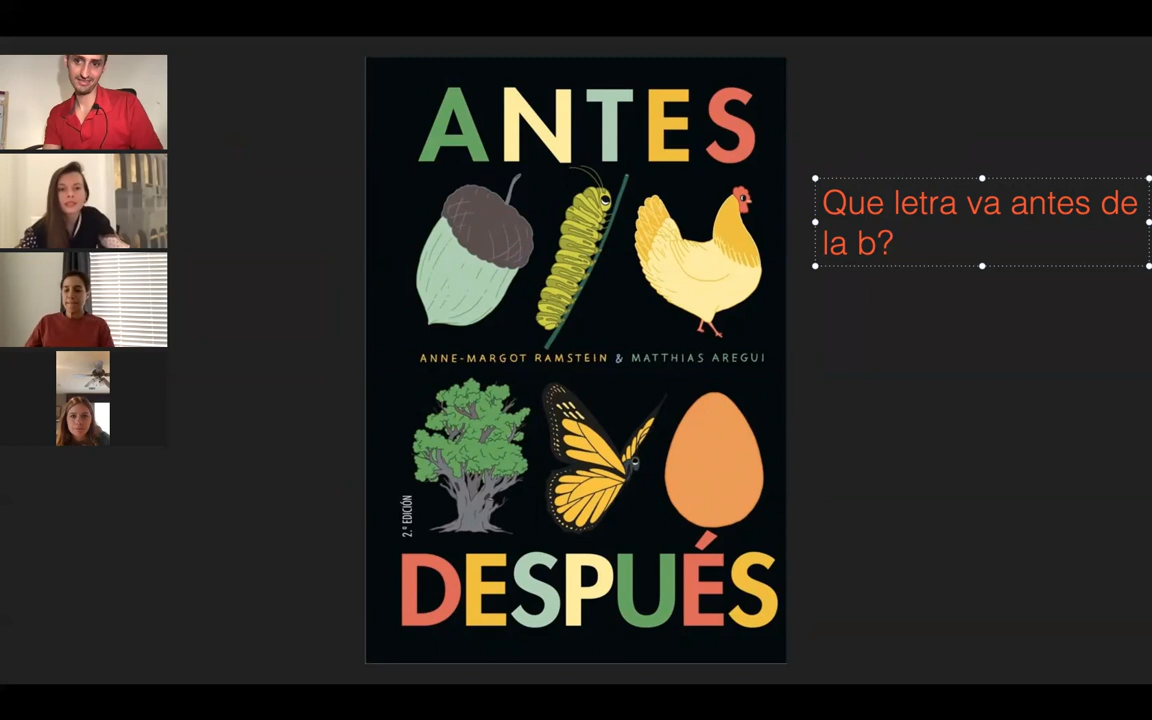 ANTES
ANNE-MARGOT RAMSTEIN & MATTHIAS AREGUI
2.ª EDICIÓN
DESPUÉS
Que letra va antes de
la b?